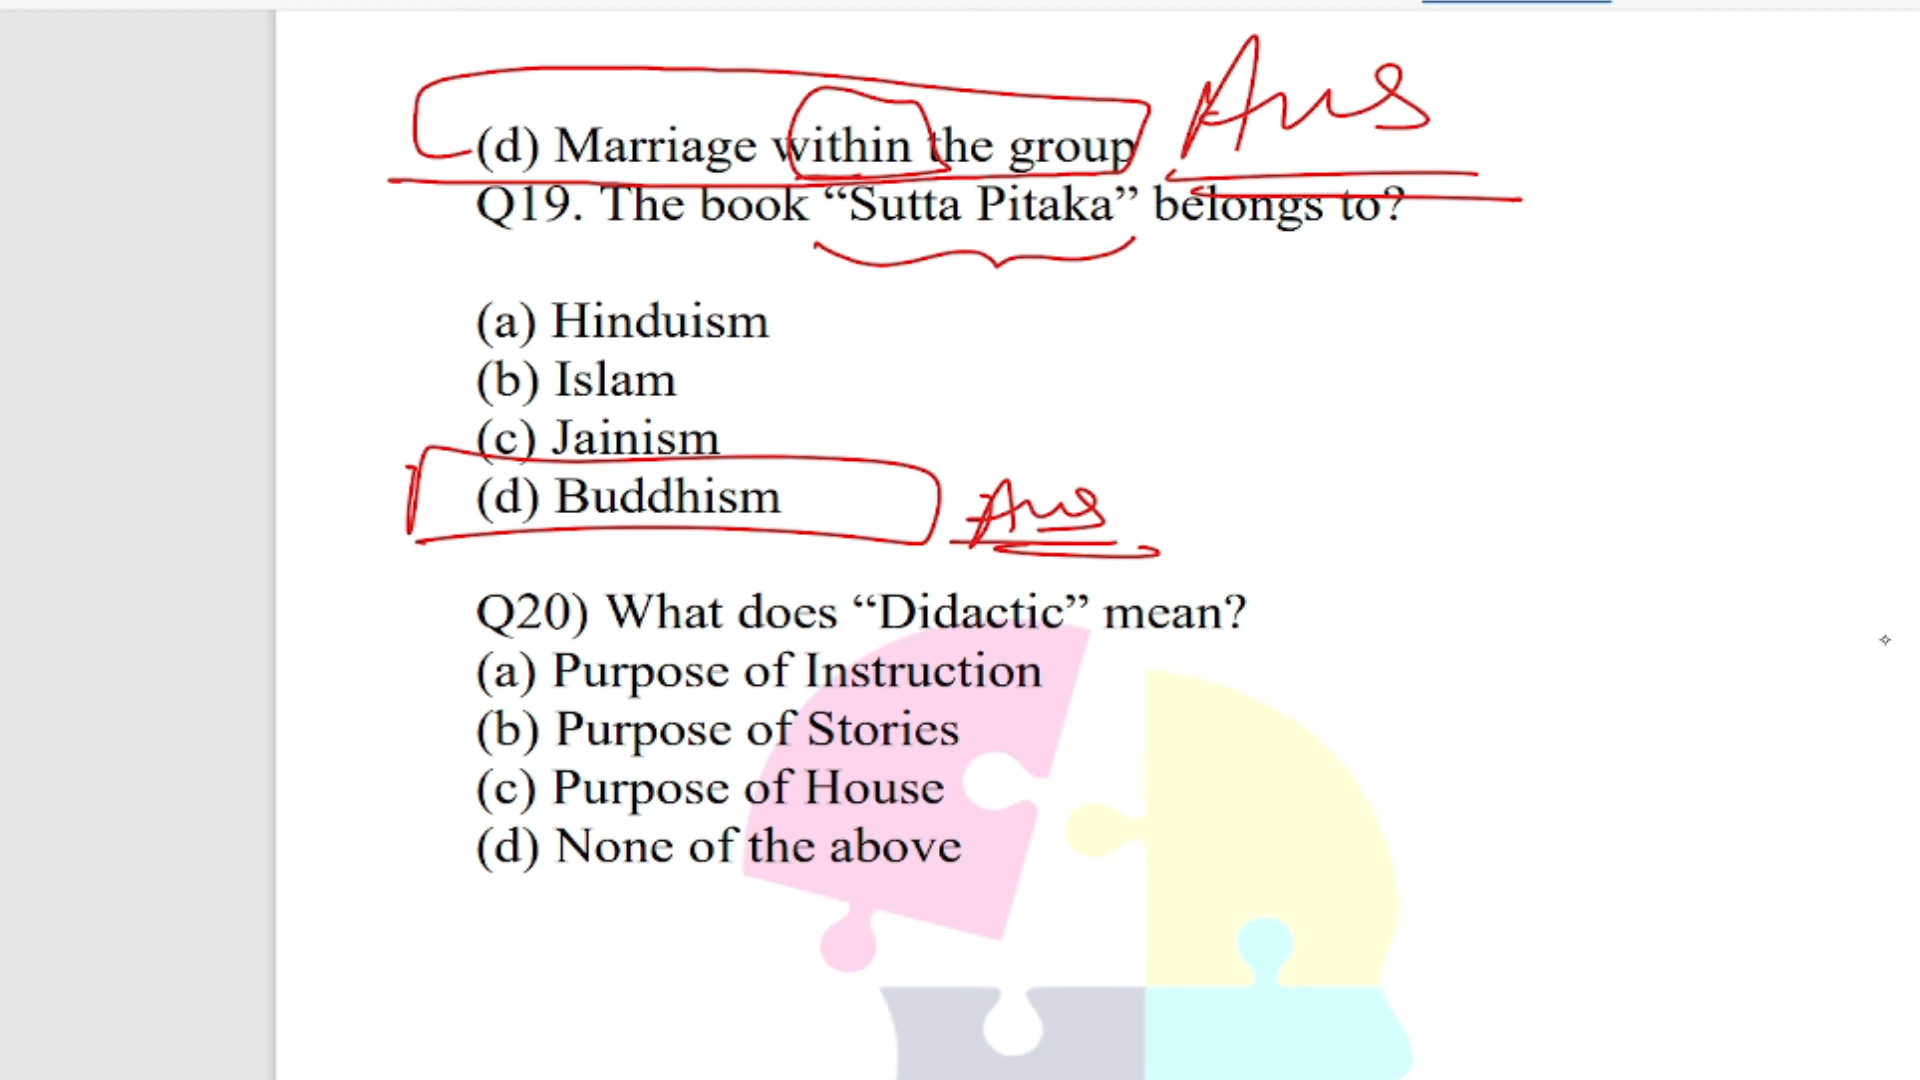 (d) Marriage within the group Ans
Q19. The book “Sutta Pitaka” belongs to?
(a) Hinduism
(b) Islam
(c) Jainism
(d) Buddhism Ans
Q20) What does “Didactic” mean?
(a) Purpose of Instruction
(b) Purpose of Stories
(c) Purpose of House
(d) None of the above